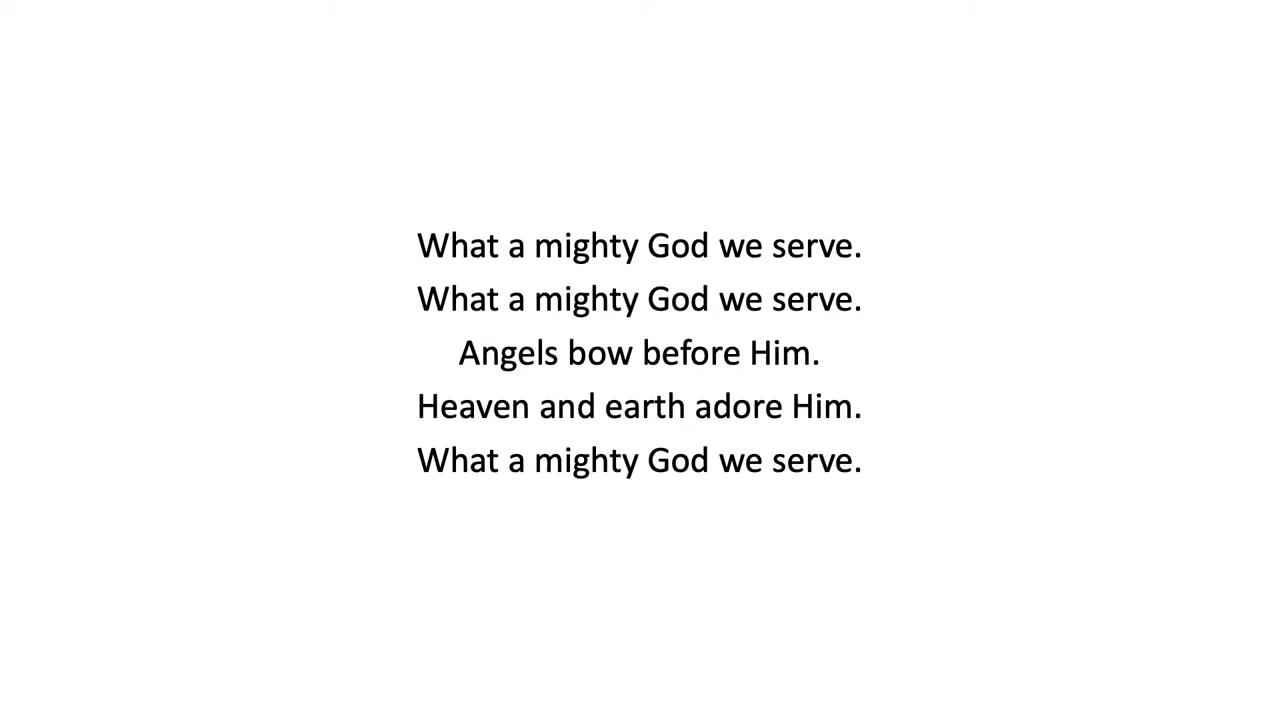 What a mighty God we serve.
What a mighty God we serve.
Angels bow before Him.
Heaven and earth adore Him.
What a mighty God we serve.